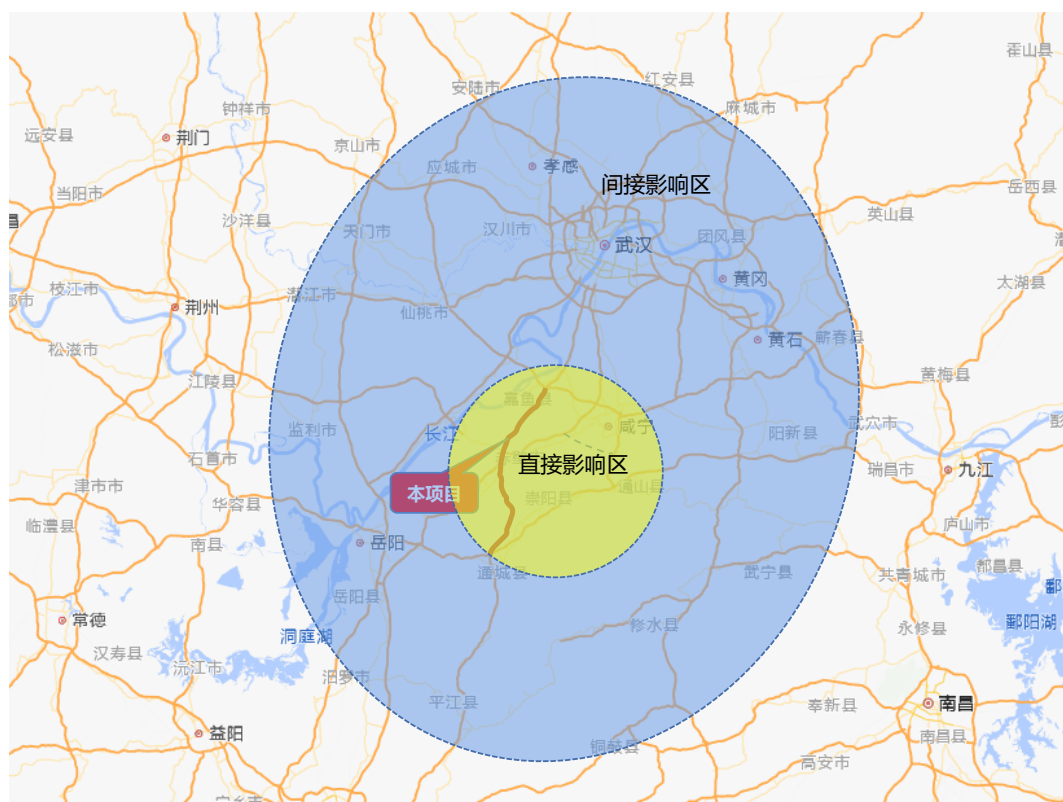 霍山县
红安县
安陆市
麻城市
钟祥市
远安县
荆门
京山市
应城市
孝感
间接影响区
岳西县
当阳市
沙洋县
天门市
汉川市
武汉
团风县
英山县
黄冈
太湖县
枝江市
潜江市
荆州
仙桃市
黄石
蕲春县
松滋市
江陵县
黄梅县
嘉鱼县
武穴市
监利市
长江
咸宁
阳新县
石首市
直接影响区
瑞昌市
九江
津市市
本项目
崇阳县
通山县
华容县
临澧县
庐山市
南县
岳阳
通城县
武宁县
共青城市
都昌县
岳阳县
常德
洞庭湖
修水县
永修县
鄱阳湖
汉寿县
沅江市
汨罗市
平江县
奉新县
南昌
益阳
南昌县
铜鼓县
高安市